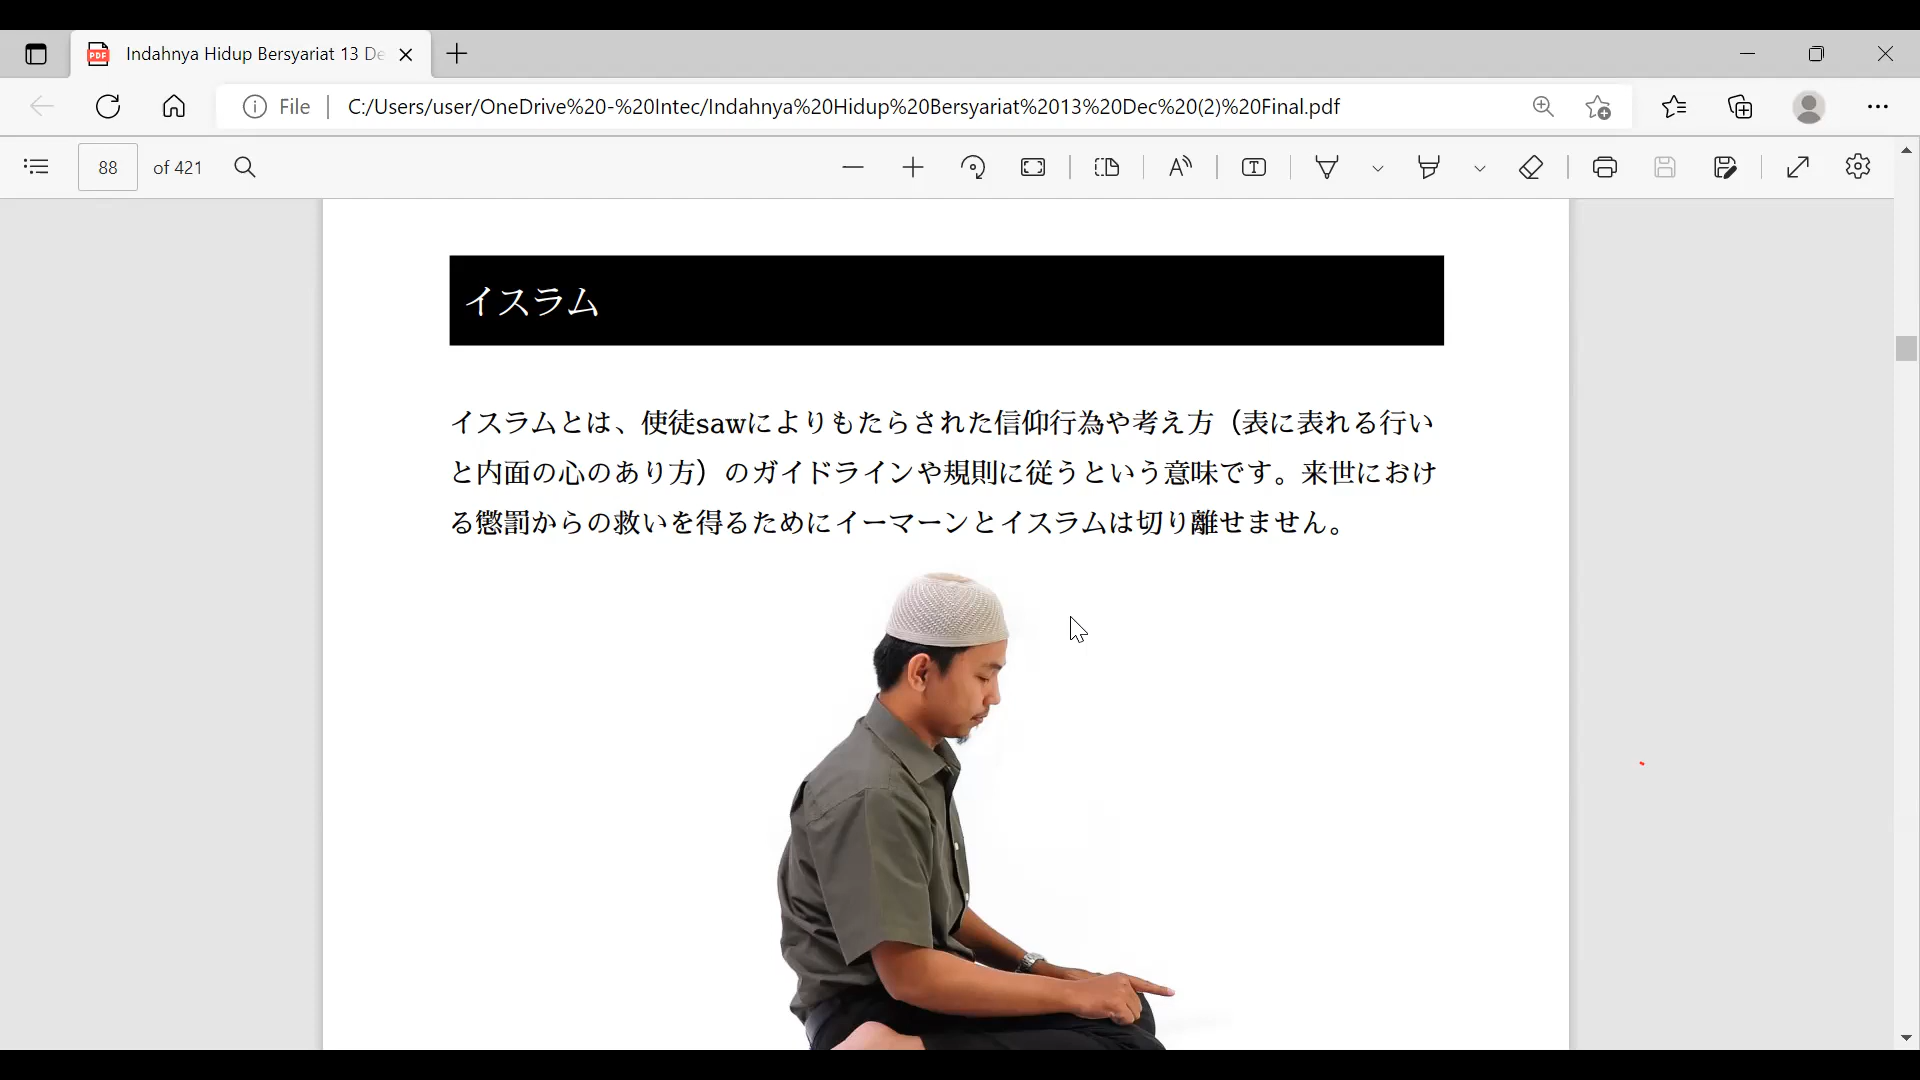 Indahnya Hidup Bersyariat 13 De
File
C:/Users/user/OneDrive%20-%20Intec/Indahnya%20Hidup%20Bersyariat%2013%20Dec%20(2)%20Final.pdf
88 of 421
イスラム
イスラムとは、使徒sawによりもたらされた信仰行為や考え方（表に表れる行い
と内面の心のあり方）のガイドラインや規則に従うという意味です。来世におけ
る懲罰からの救いを得るためにイーマーンとイスラムは切り離せません。